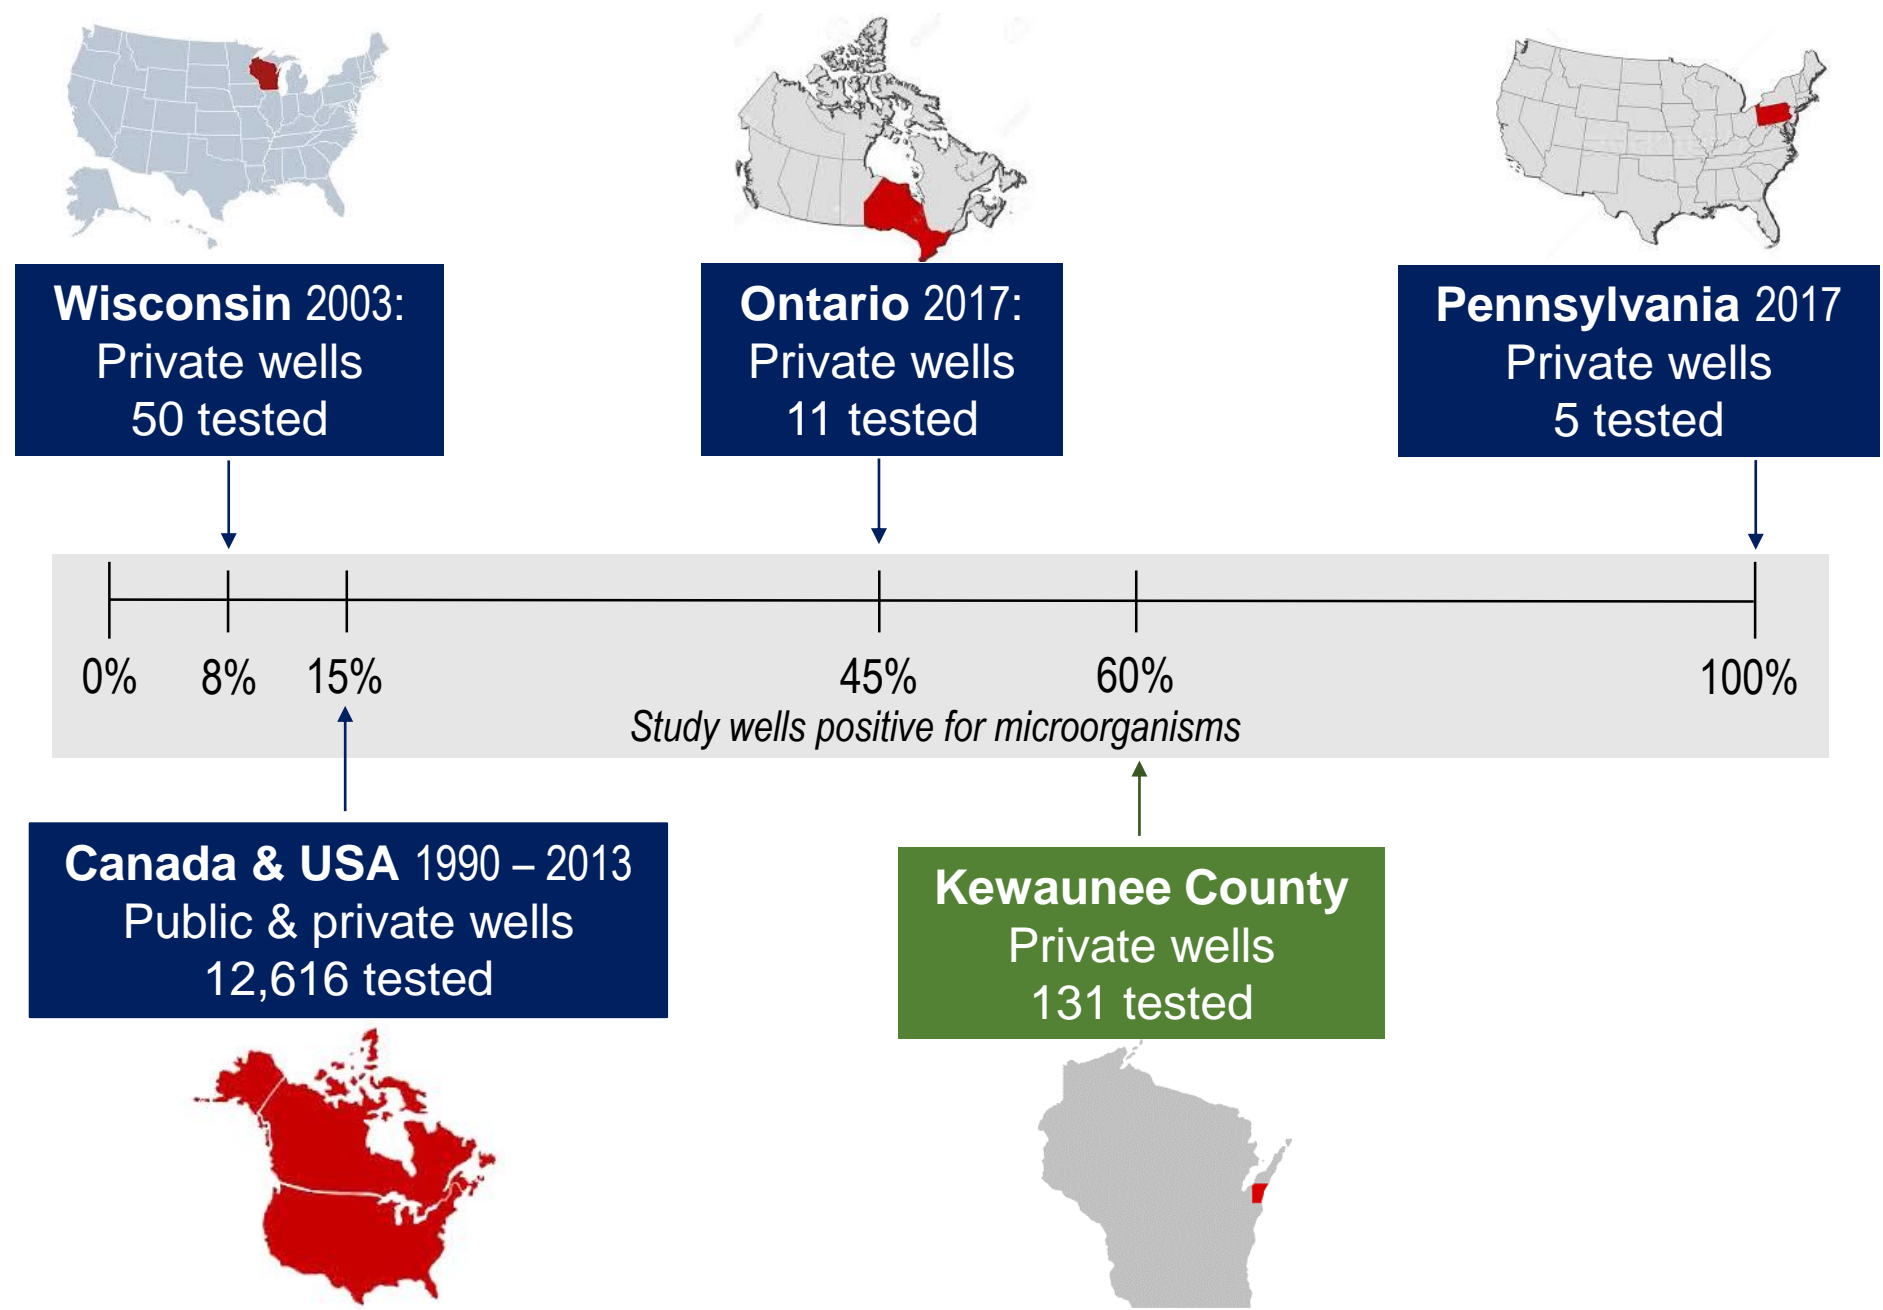 Wisconsin 2003:
Private wells
50 tested
Ontario 2017:
Private wells
11 tested
Pennsylvania 2017
Private wells
5 tested
0%
8%
15%
45%
60%
100%
Study wells positive for microorganisms
Canada & USA 1990 – 2013
Public & private wells
12,616 tested
Kewaunee County
Private wells
131 tested